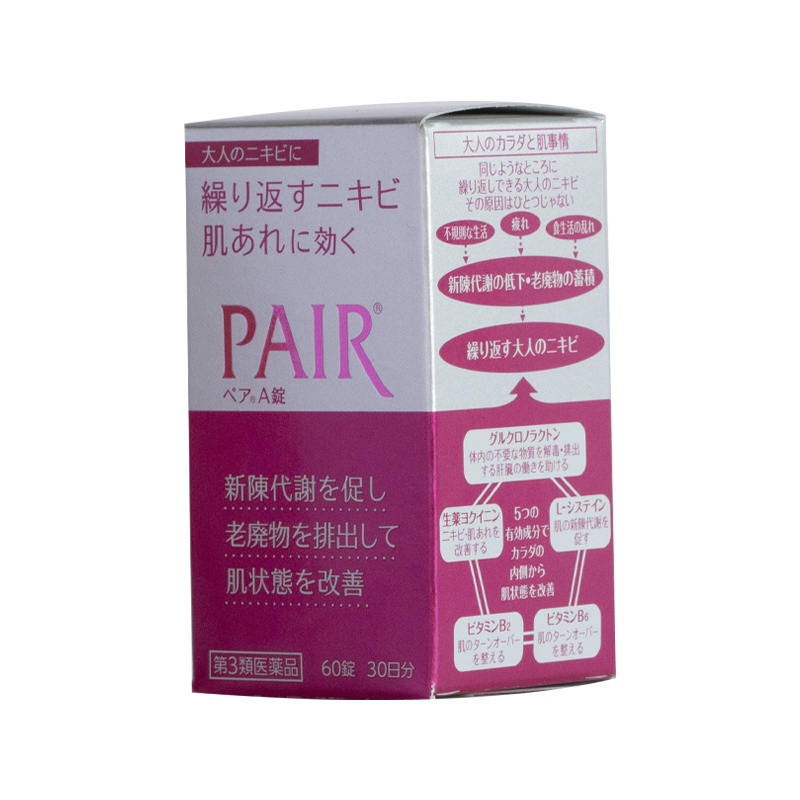 大人のニキビに
繰り返すニキビ
肌あれに効く
PAIR®
ペア®A錠
新陳代謝を促し
老廃物を排出して
肌状態を改善
第3類医薬品 60錠 30日分
大人のカラダと肌事情
同じようなところに
繰り返しできる大人のニキビ
その原因はひとつじゃない
不規則な生活 疲れ 食生活の乱れ
新陳代謝の低下・老廃物の蓄積
繰り返す大人のニキビ
グルクロノラクトン
体内の不要な物質を解毒・排出
する肝臓の働きを助ける
生薬ヨクイニン
ニキビ・肌あれを
改善する
5つの
有効成分で
カラダの
内側から
肌状態を改善
L-システイン
肌の新陳代謝を
促す
ビタミンB2
肌のターンオーバー
を整える
ビタミンB6
肌のターンオーバー
を整える